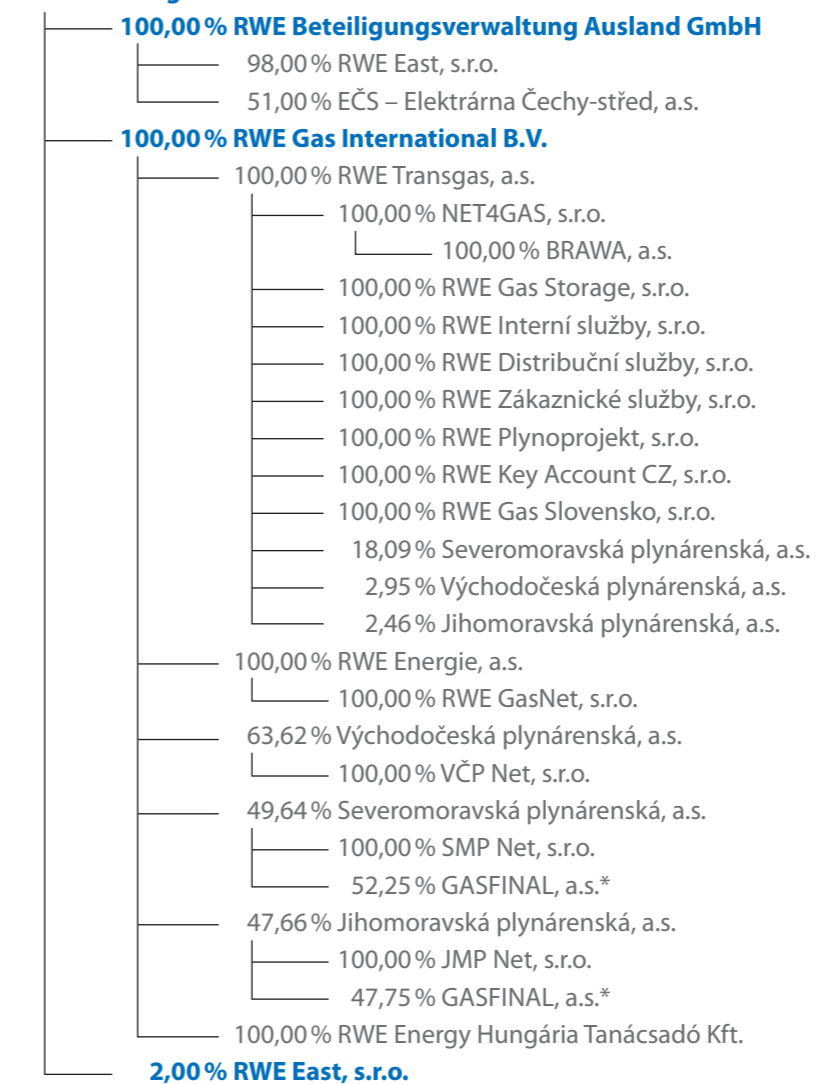 100,00 % RWE Beteiligungsverwaltung Ausland GmbH
98,00 % RWE East, s.r.o.
51,00 % EČS – Elektrárna Čechy-střed, a.s.
100,00 % RWE Gas International B.V.
100,00 % RWE Transgas, a.s.
100,00 % NET4GAS, s.r.o.
100,00 % BRAWA, a.s.
100,00 % RWE Gas Storage, s.r.o.
100,00 % RWE Interní služby, s.r.o.
100,00 % RWE Distribuční služby, s.r.o.
100,00 % RWE Zákaznické služby, s.r.o.
100,00 % RWE Plynoprojekt, s.r.o.
100,00 % RWE Key Account CZ, s.r.o.
100,00 % RWE Gas Slovensko, s.r.o.
18,09 % Severomoravská plynárenská, a.s.
2,95 % Východočeská plynárenská, a.s.
2,46 % Jihomoravská plynárenská, a.s.
100,00 % RWE Energie, a.s.
100,00 % RWE GasNet, s.r.o.
63,62 % Východočeská plynárenská, a.s.
100,00 % VČP Net, s.r.o.
49,64 % Severomoravská plynárenská, a.s.
100,00 % SMP Net, s.r.o.
52,25 % GASFINAL, a.s.*
47,66 % Jihomoravská plynárenská, a.s.
100,00 % JMP Net, s.r.o.
47,75 % GASFINAL, a.s.*
100,00 % RWE Energy Hungária Tanácsadó Kft.
2,00 % RWE East, s.r.o.